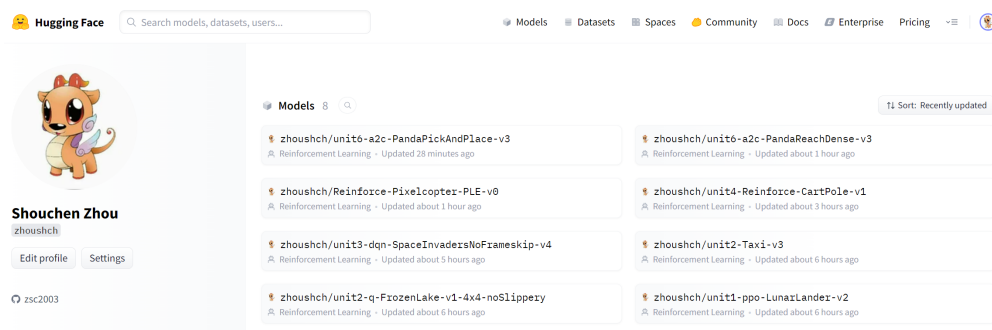 Hugging Face
Search models, datasets, users...
Models
Datasets
Spaces
Community
Docs
Enterprise
Pricing
Models 8
Sort: Recently updated
zhoushch/unit6-a2c-PandaPickAndPlace-v3
Reinforcement Learning • Updated 28 minutes ago
zhoushch/unit6-a2c-PandaReachDense-v3
Reinforcement Learning • Updated about 1 hour ago
zhoushch/Reinforce-Pixelcopter-PLE-v0
Reinforcement Learning • Updated about 1 hour ago
zhoushch/unit4-Reinforce-CartPole-v1
Reinforcement Learning • Updated about 3 hours ago
zhoushch/unit3-dqn-SpaceInvadersNoFrameskip-v4
Reinforcement Learning • Updated about 5 hours ago
zhoushch/unit2-Taxi-v3
Reinforcement Learning • Updated about 6 hours ago
zhoushch/unit2-q-FrozenLake-v1-4x4-noSlippery
Reinforcement Learning • Updated about 6 hours ago
zhoushch/unit1-ppo-LunarLander-v2
Reinforcement Learning • Updated about 6 hours ago
Shouchen Zhou
zhoushch
Edit profile
Settings
zsc2003